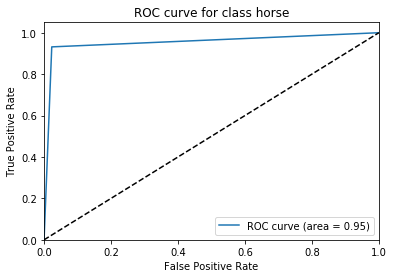 ROC curve for class horse
1.0
0.8
0.6
0.4
0.2
0.0
True Positive Rate
ROC curve (area = 0.95)
0.0 0.2 0.4 0.6 0.8 1.0
False Positive Rate